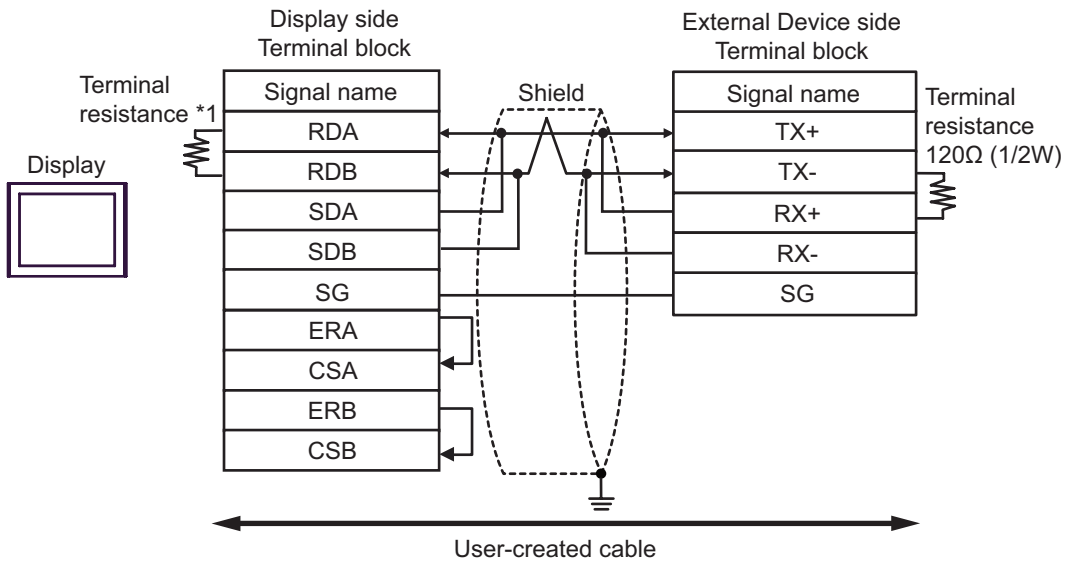 Display side
Terminal block
External Device side
Terminal block
Terminal
resistance *1
Signal name
Shield
Signal name
Terminal
resistance
120Ω (1/2W)
Display
RDA
RDB
SDA
SDB
SG
ERA
CSA
ERB
CSB
TX+
TX-
RX+
RX-
SG
User-created cable